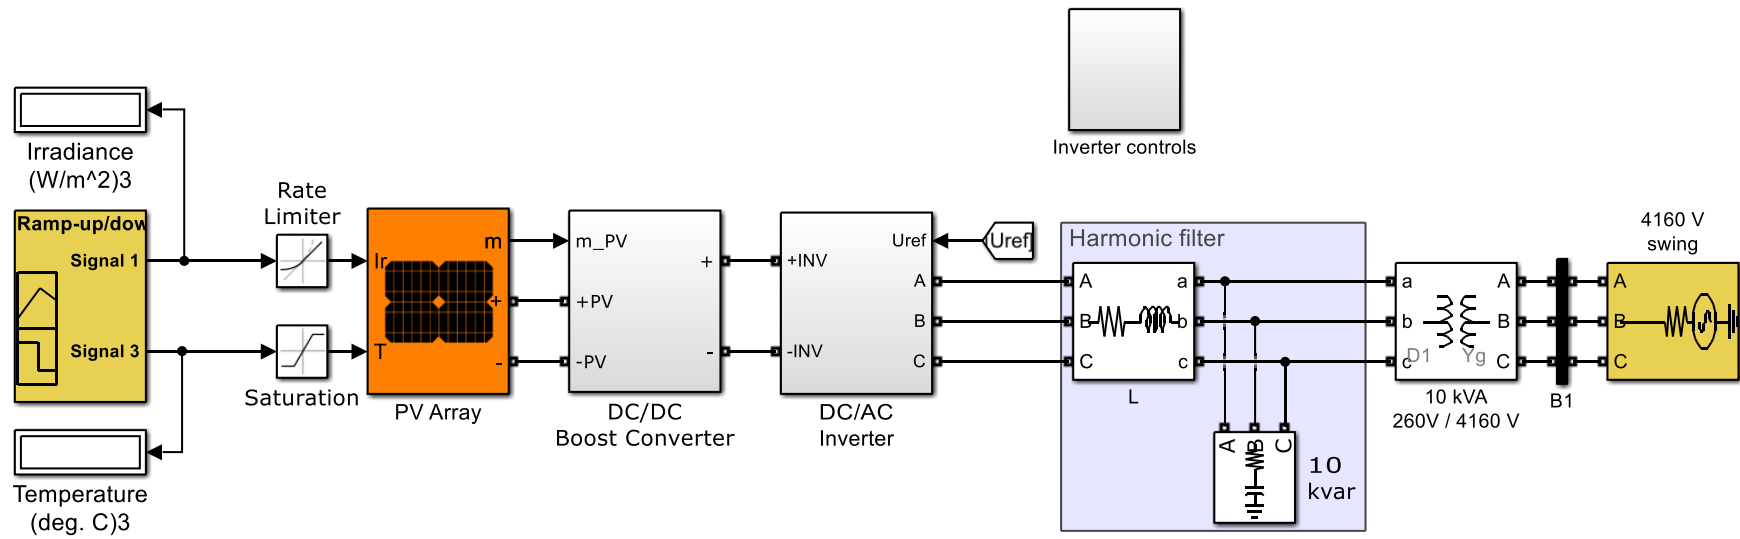 Irradiance
(W/m^2)3
Ramp-up/dow
Signal 1
Signal 3
Temperature
(deg. C)3
Rate
Limiter
Saturation
Ir
T
m
+
-
PV Array
m_PV
+PV
-PV
+
-
DC/DC
Boost Converter
+INV
-INV
Uref
A
B
C
DC/AC
Inverter
[Uref]
Inverter controls
Harmonic filter
A
B
C
a
b
c
L
A
B
C
10
kvar
a
b
c
D1
Yg
A
B
C
10 kVA
260V / 4160 V
B1
4160 V
swing
A
B
C